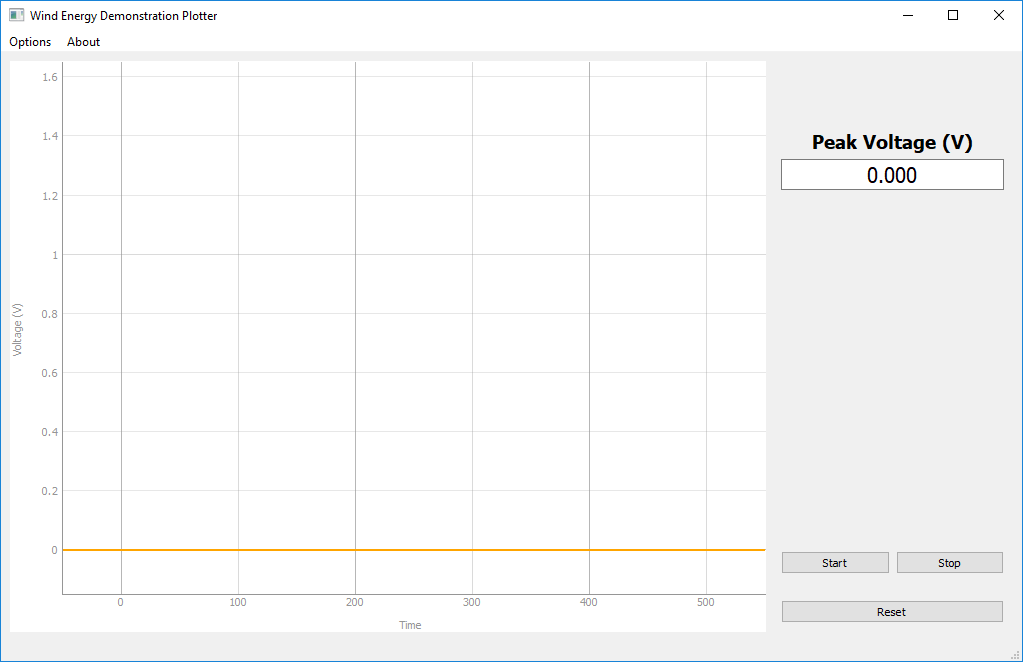 Wind Energy Demonstration Plotter
Options About
Peak Voltage (V)
0.000
1.6
1.4
1.2
1
0.8
0.6
0.4
0.2
0
Voltage (V)
0 100 200 300 400 500
Time
Start Stop
Reset